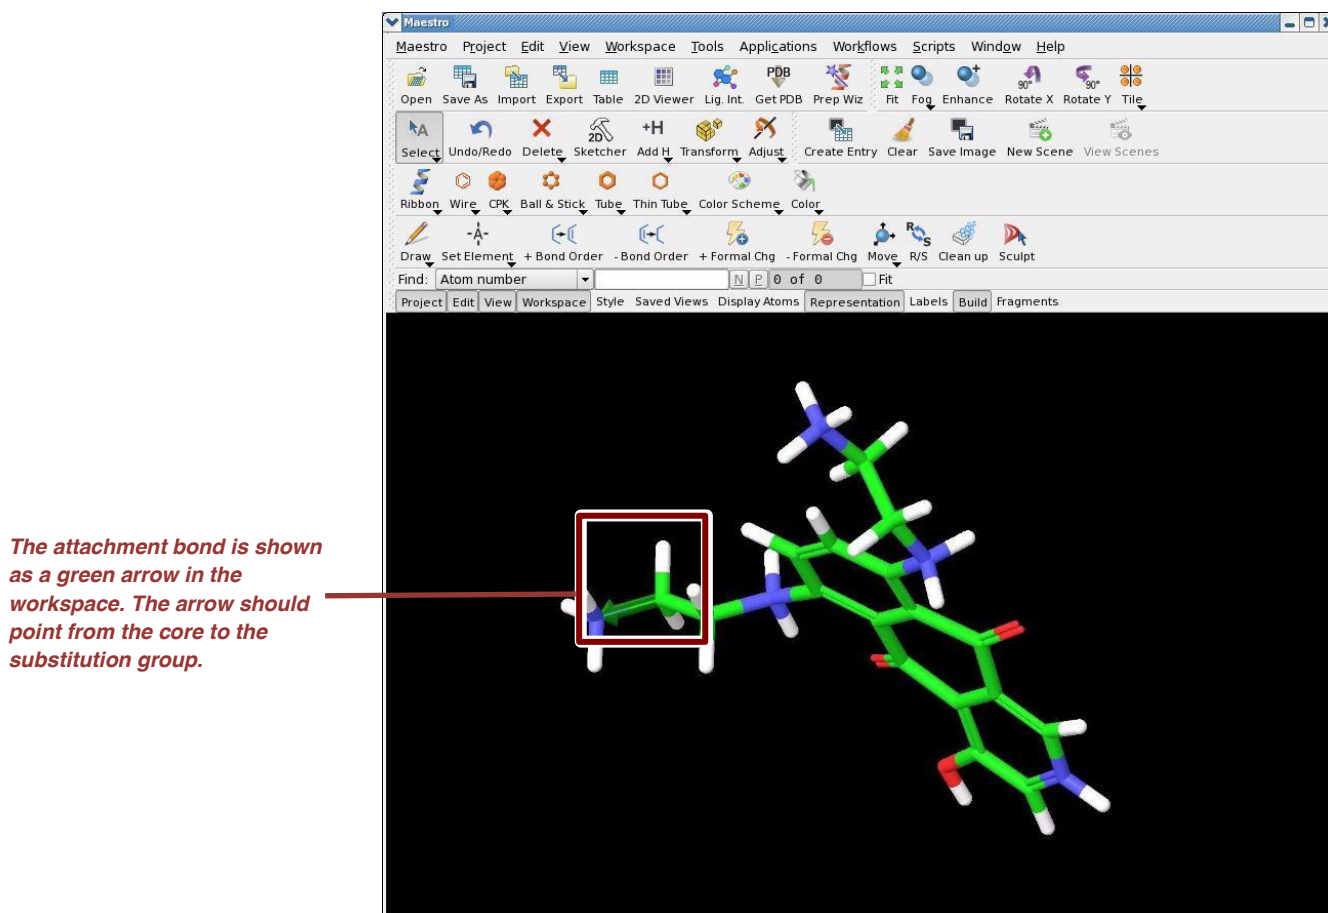 Maestro
Maestro Project Edit View Workspace Tools Applications Workflows Scripts Window Help
PDB 90° 90°
Open Save As Import Export Table 2D Viewer Lig. Int. Get PDB Prep Wiz Fit Fog Enhance Rotate X Rotate Y Tile
A 2D +H
Select Undo/Redo Delete Sketcher Add H Transform Adjust Create Entry Clear Save Image New Scene View Scenes
Ribbon Wire CPK Ball & Stick Tube Thin Tube Color Scheme Color
-A- R S
Draw Set Element + Bond Order - Bond Order + Formal Chg - Formal Chg Move R/S Clean up Sculpt
Find: Atom number N P 0 of 0 Fit
Project Edit View Workspace Style Saved Views Display Atoms Representation Labels Build Fragments
The attachment bond is shown
as a green arrow in the
workspace. The arrow should
point from the core to the
substitution group.